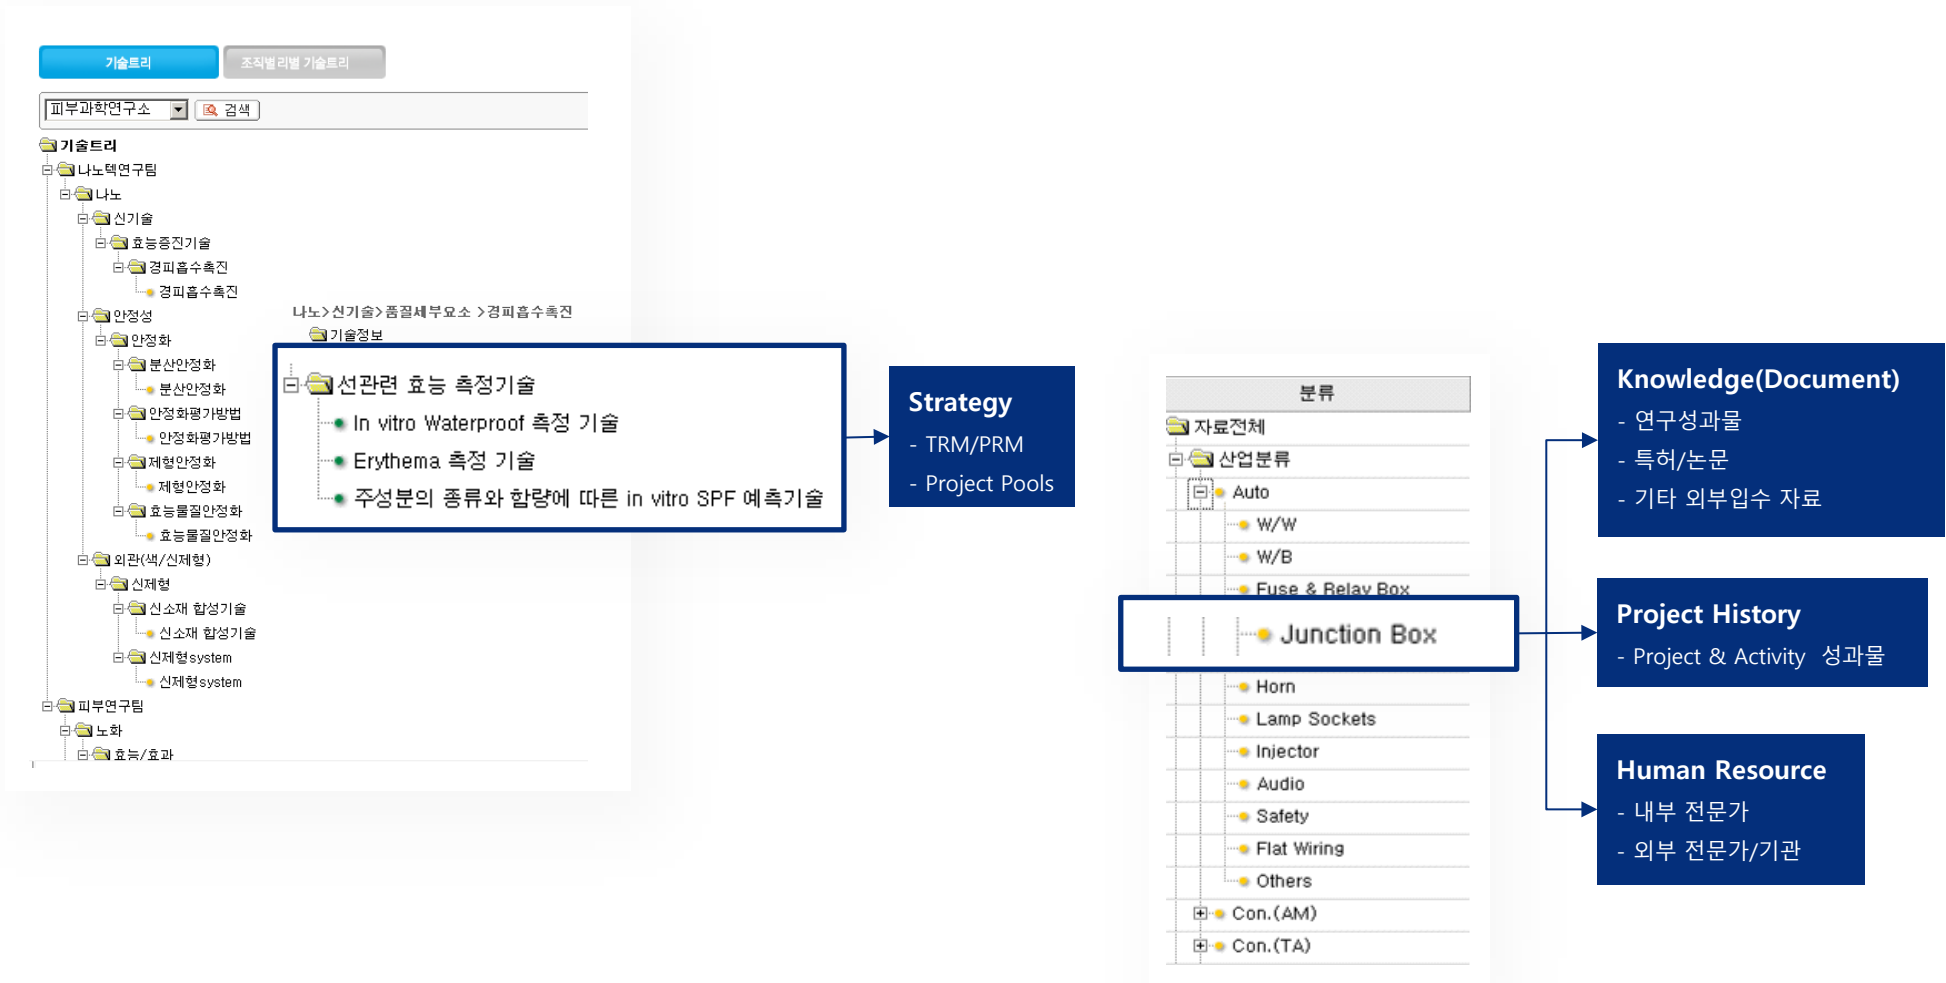 기술트리
조직별리별 기술트리
피부과학연구소
검색
기술트리
나노텍연구팀
나노
신기술
효능증진기술
경피흡수촉진
경피흡수촉진
안정성
안정화
분산안정화
분산안정화
안정화평가방법
안정화평가방법
제형안정화
제형안정화
효능물질안정화
효능물질안정화
외관(색/신제형)
신제형
신소재 합성기술
신소재 합성기술
신제형system
신제형system
피부연구팀
노화
효능/효과
나노>신기술>품질세부요소 >경피흡수촉진
기술정보
선관련 효능 측정기술
In vitro Waterproof 측정 기술
Erythema 측정 기술
주성분의 종류와 함량에 따른 in vitro SPF 예측기술
Strategy
- TRM/PRM
- Project Pools
분류
자료전체
산업분류
Auto
W/W
W/B
Fuse & Relay Box
Junction Box
Horn
Lamp Sockets
Injector
Audio
Safety
Flat Wiring
Others
Con.(AM)
Con.(TA)
Knowledge(Document)
- 연구성과물
- 특허/논문
- 기타 외부입수 자료
Project History
- Project & Activity 성과물
Human Resource
- 내부 전문가
- 외부 전문가/기관